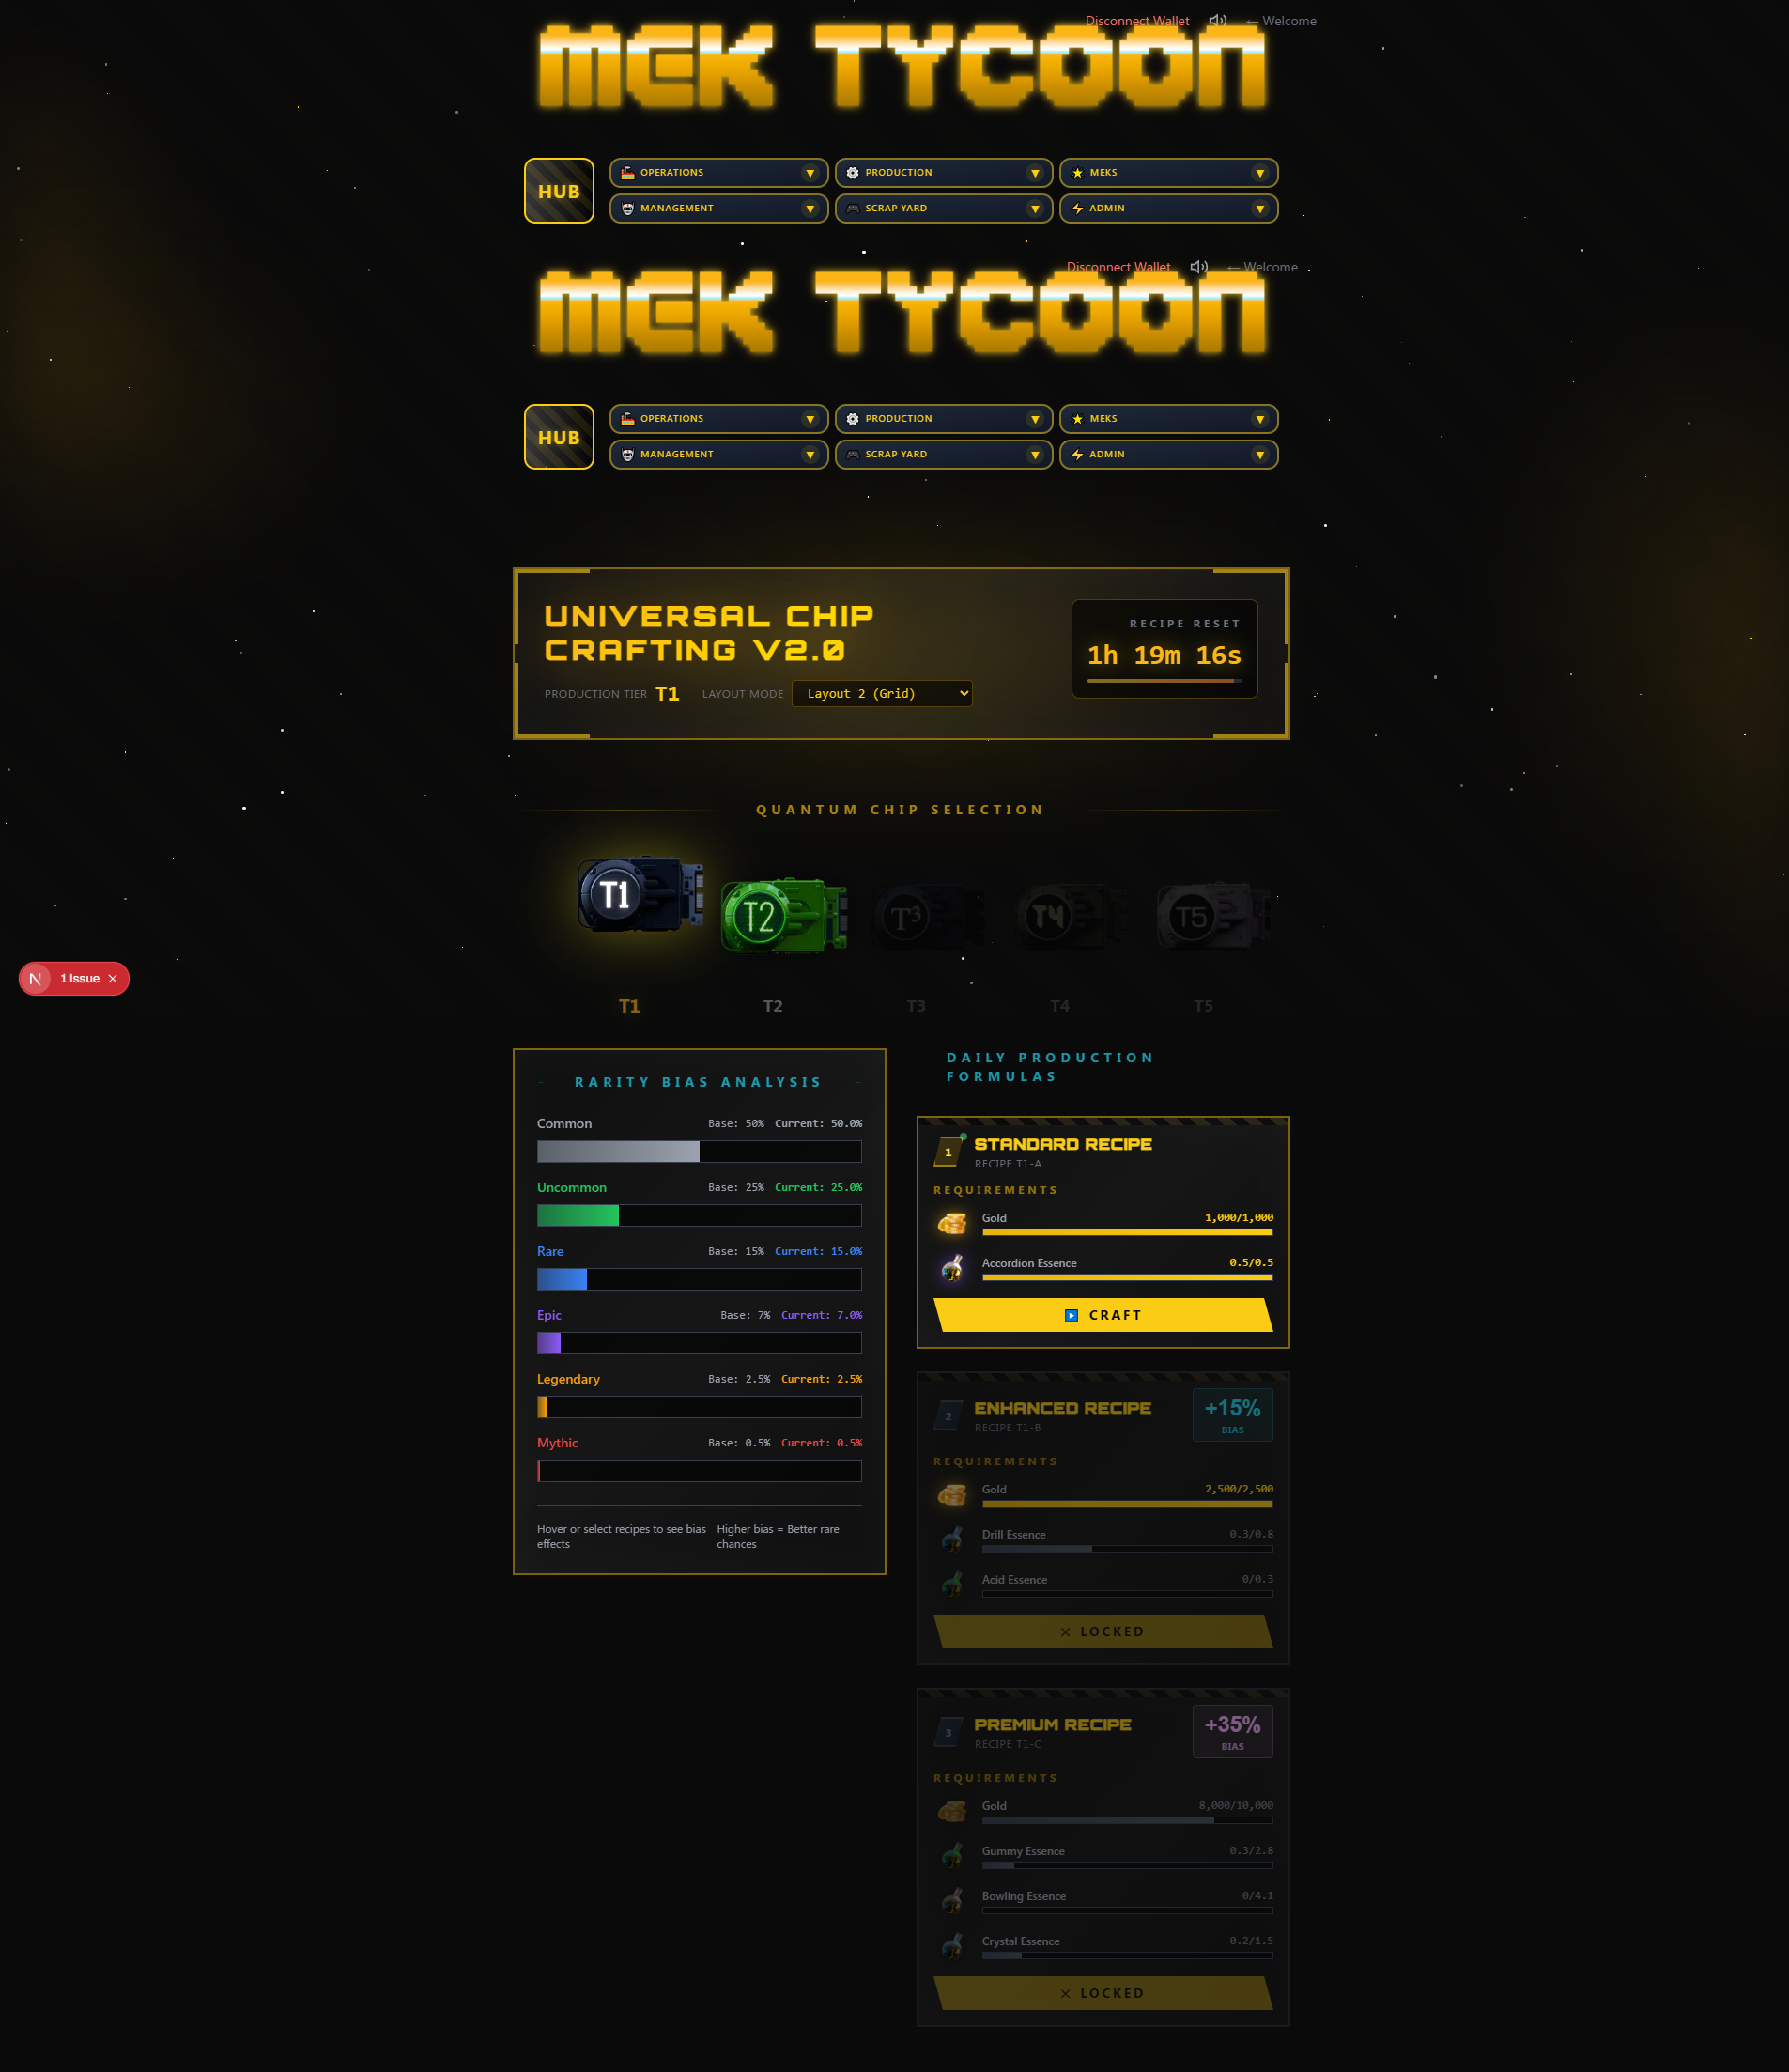 Disconnect Wallet ← Welcome
MEK TYCOON
HUB
OPERATIONS ▼
PRODUCTION ▼
MEKS ▼
MANAGEMENT ▼
SCRAP YARD ▼
ADMIN ▼
Disconnect Wallet ← Welcome
MEK TYCOON
HUB
OPERATIONS ▼
PRODUCTION ▼
MEKS ▼
MANAGEMENT ▼
SCRAP YARD ▼
ADMIN ▼
UNIVERSAL CHIP
CRAFTING V2.0
PRODUCTION TIER T1 LAYOUT MODE Layout 2 (Grid)
RECIPE RESET
1h 19m 16s
QUANTUM CHIP SELECTION
T1
T2
T3
T4
T5
N 1 Issue ×
T1
T2
T3
T4
T5
RARITY BIAS ANALYSIS
Common Base: 50% Current: 50.0%
Uncommon Base: 25% Current: 25.0%
Rare Base: 15% Current: 15.0%
Epic Base: 7% Current: 7.0%
Legendary Base: 2.5% Current: 2.5%
Mythic Base: 0.5% Current: 0.5%
Hover or select recipes to see bias
effects
Higher bias = Better rare
chances
DAILY PRODUCTION
FORMULAS
1 STANDARD RECIPE
RECIPE T1-A
REQUIREMENTS
Gold 1,000/1,000
Accordion Essence 0.5/0.5
CRAFT
2 ENHANCED RECIPE
RECIPE T1-B
+15%
BIAS
REQUIREMENTS
Gold 2,500/2,500
Drill Essence 0.3/0.8
Acid Essence 0/0.3
× LOCKED
3 PREMIUM RECIPE
RECIPE T1-C
+35%
BIAS
REQUIREMENTS
Gold 8,000/10,000
Gummy Essence 0.3/2.8
Bowling Essence 0/4.1
Crystal Essence 0.2/1.5
× LOCKED